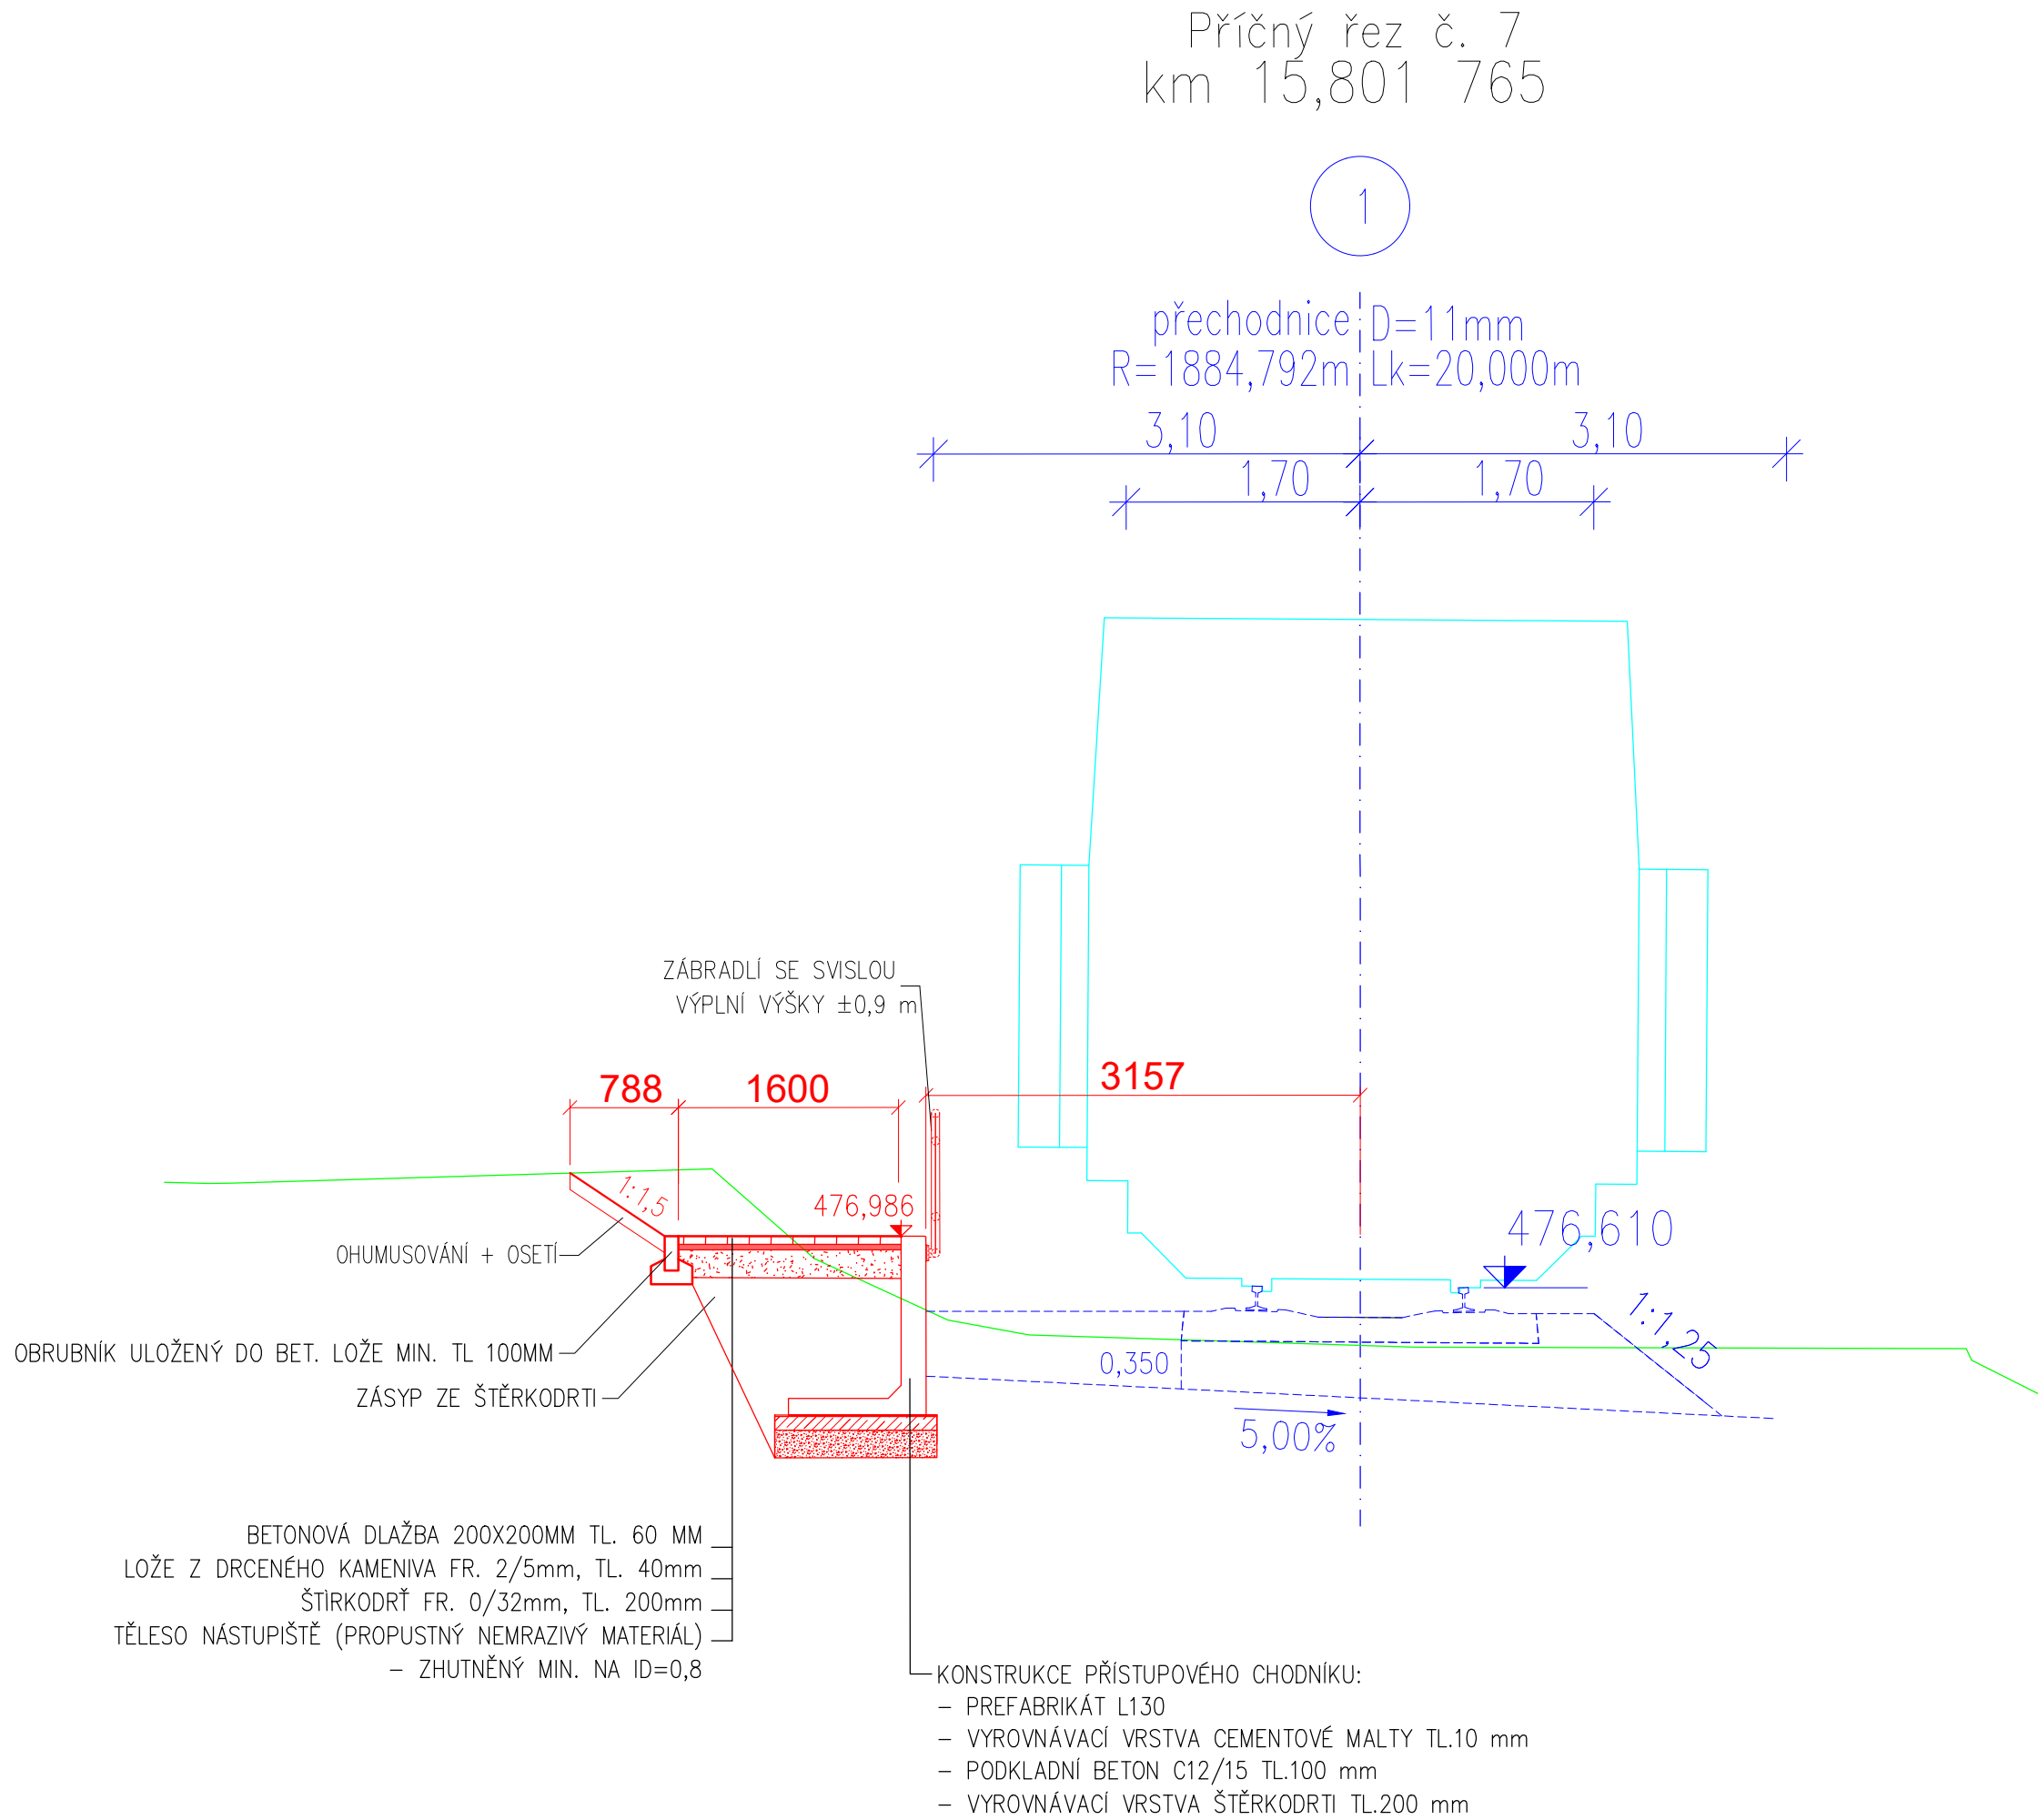 Příčný řez č. 7
km 15,801 765
1
přechodnice D=11mm
R=1884,792m Lk=20,000m
3,10 3,10
1,70 1,70
ZÁBRADLÍ SE SVISLOU
VÝPLNÍ VÝŠKY ±0,9 m
788 1600 3157
1:1,5
476,986
476,610
OHUMUSOVÁNÍ + OSETÍ
1:1,25
OBRUBNÍK ULOŽENÝ DO BET. LOŽE MIN. TL 100MM
0,350
ZÁSYP ZE ŠTĚRKODRTI
5,00%
BETONOVÁ DLAŽBA 200X200MM TL. 60 MM
LOŽE Z DRCENÉHO KAMENIVA FR. 2/5mm, TL. 40mm
ŠTÌRKODRŤ FR. 0/32mm, TL. 200mm
TĚLESO NÁSTUPIŠTĚ (PROPUSTNÝ NEMRAZIVÝ MATERIÁL)
– ZHUTNĚNÝ MIN. NA ID=0,8
KONSTRUKCE PŘÍSTUPOVÉHO CHODNÍKU:
– PREFABRIKÁT L130
– VYROVNÁVACÍ VRSTVA CEMENTOVÉ MALTY TL.10 mm
– PODKLADNÍ BETON C12/15 TL.100 mm
– VYROVNÁVACÍ VRSTVA ŠTĚRKODRTI TL.200 mm